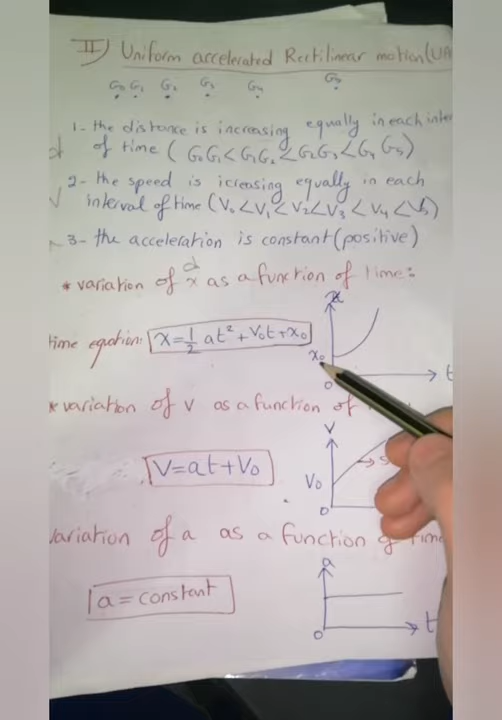 II) Uniform accelerated Rectilinear motion (UA
G0 G1 G2 G3 G4 G5
1- the distance is increasing equally in each inte
of time ( G0G1 < G1G2 < G2G3 < G4 G5 )
2- the speed is icreasing equally in each
interval of time (V0 < V1 < V2 < V3 < V4 < V5)
3- the acceleration is constant (positive)
d
* variation of x as a function of time:
x
time equation: x = 1/2 at² + V0t + x0
x0
t
0
* variation of v as a function of
V
V = at + V0
V0
0
variation of a as a function of time
a
a = constant
0
t